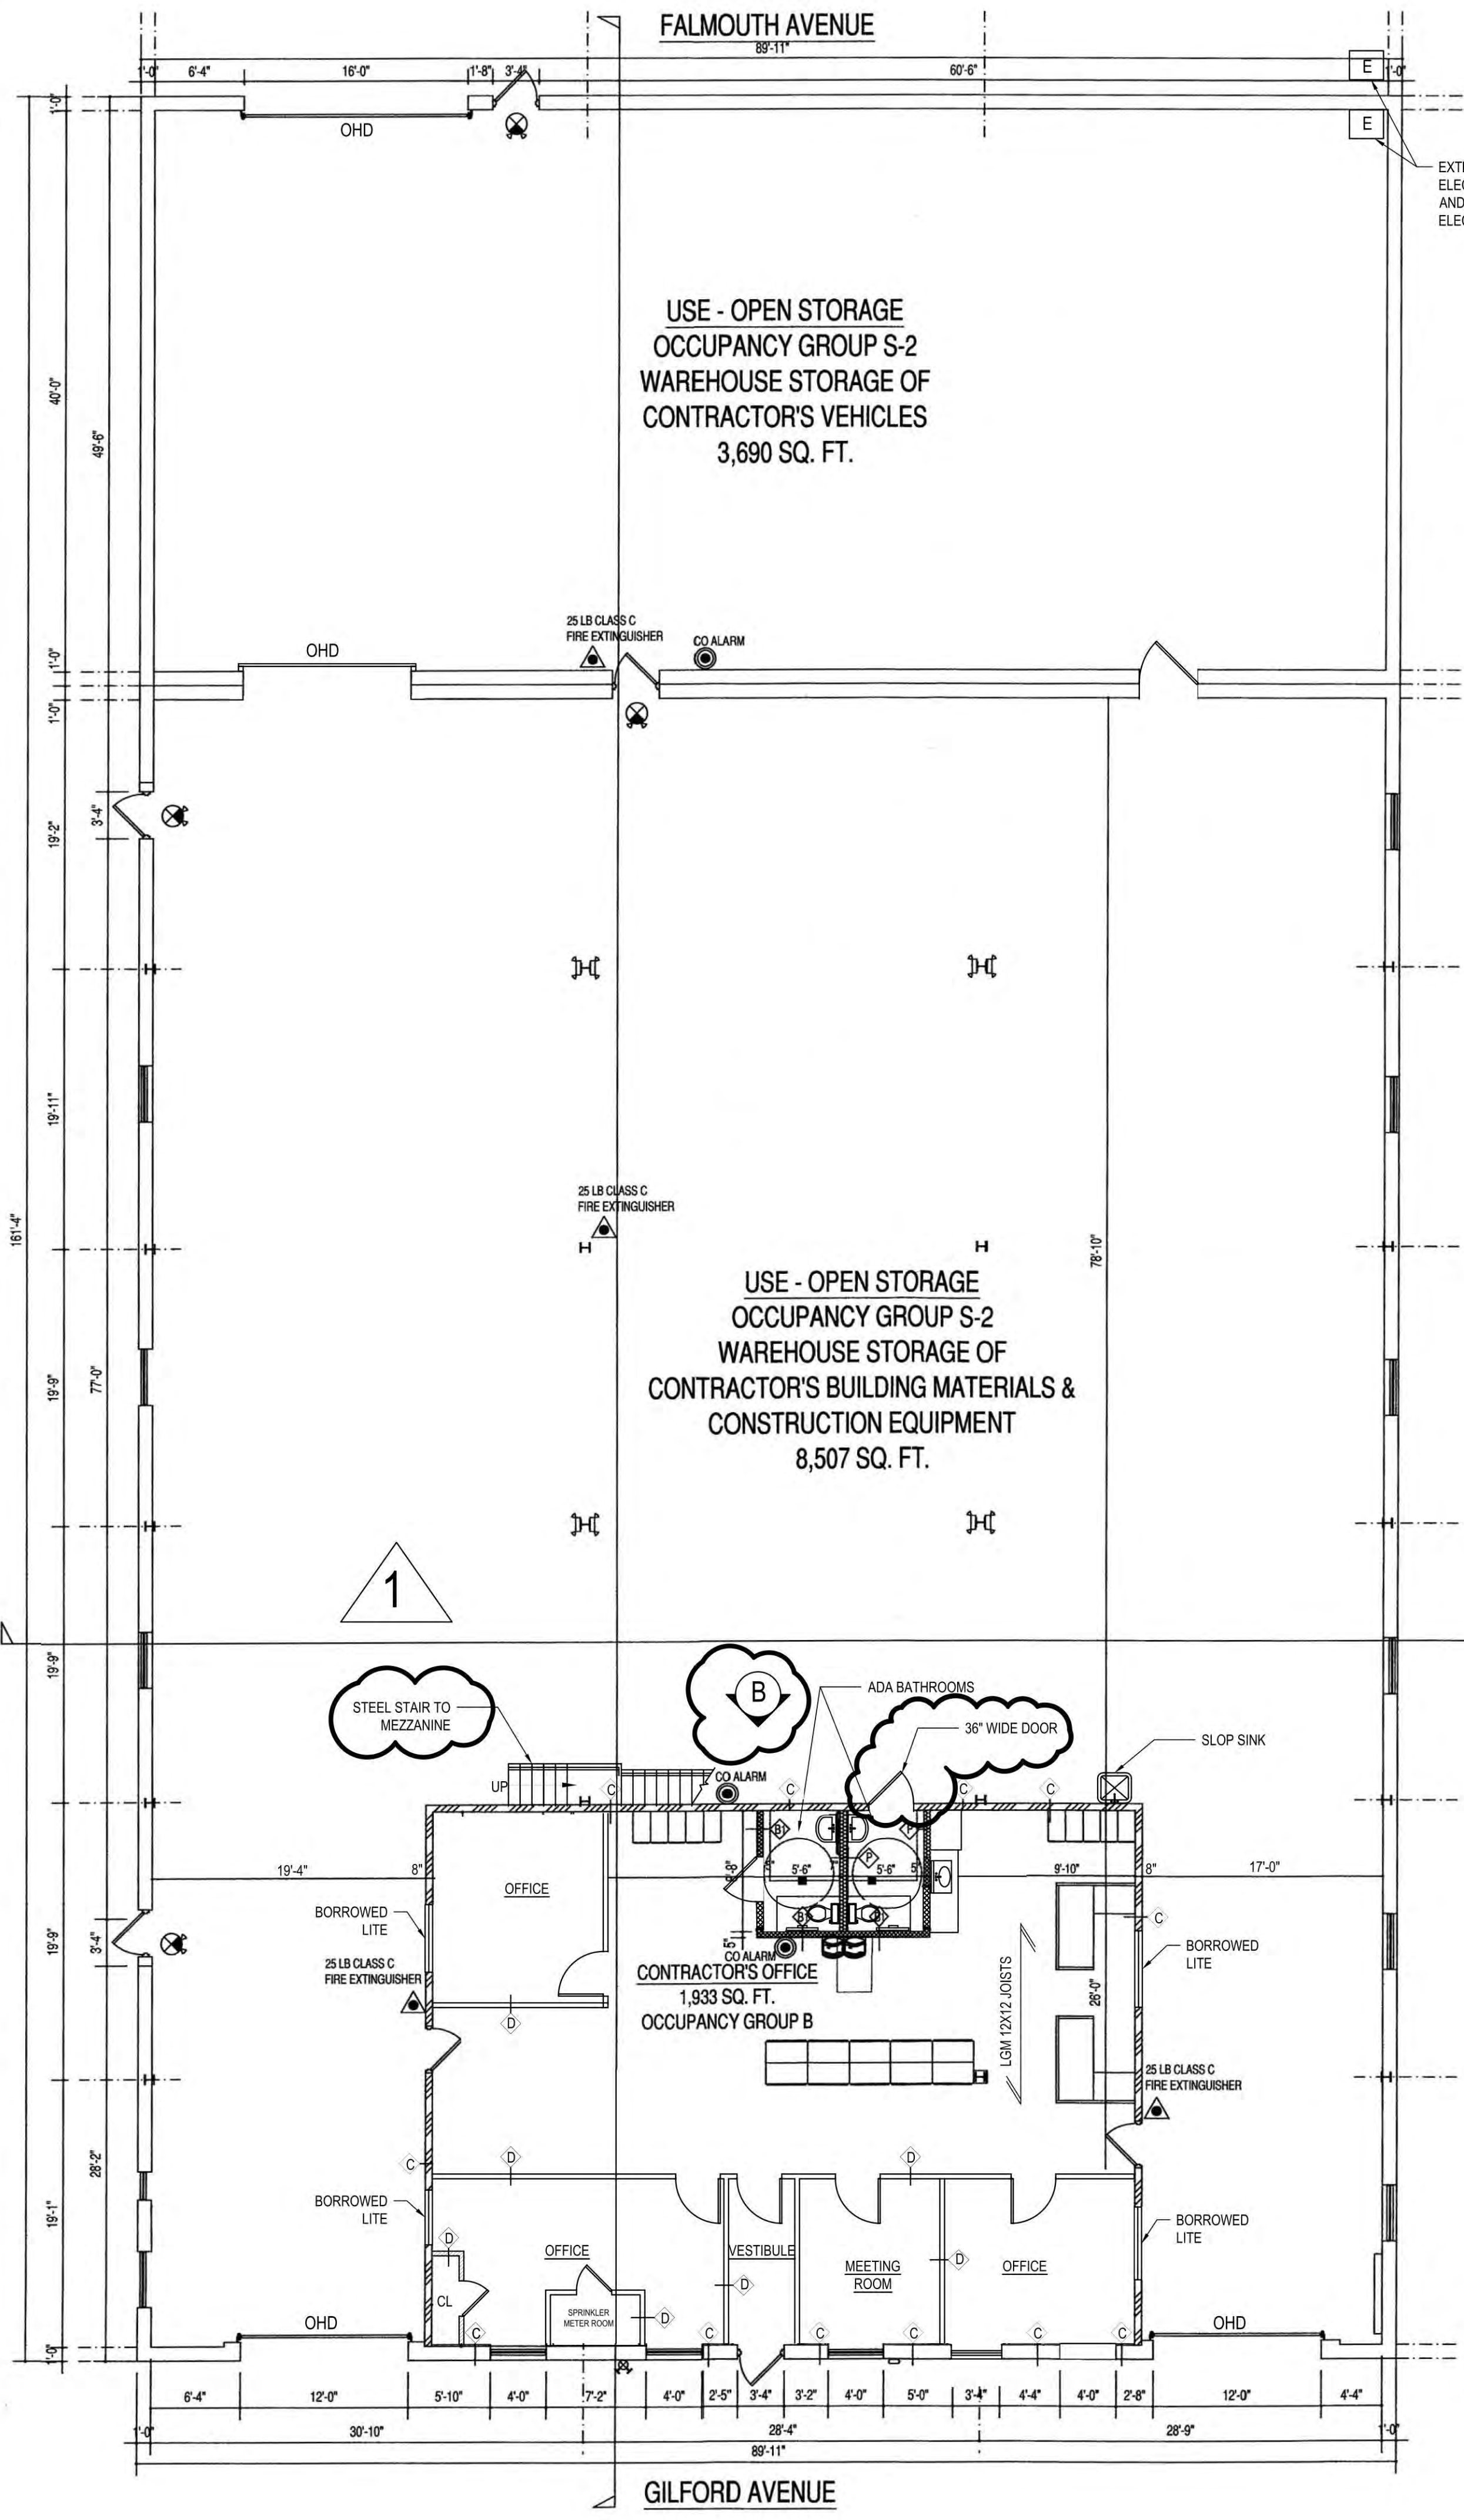 FALMOUTH AVENUE
89'-11"
1'-0" 6'-4" 16'-0" 1'-8" 3'-4" 60'-6" 1'-0"
E
1'-0"
OHD
E
EXT
ELE
AND
ELE
USE - OPEN STORAGE
OCCUPANCY GROUP S-2
WAREHOUSE STORAGE OF
CONTRACTOR'S VEHICLES
3,690 SQ. FT.
40'-0"
49'-6"
25 LB CLASS C
FIRE EXTINGUISHER
CO ALARM
OHD
1'-0"
1'-0"
3'-4"
19'-2"
19'-11"
25 LB CLASS C
FIRE EXTINGUISHER
161'-4"
78'-10"
USE - OPEN STORAGE
OCCUPANCY GROUP S-2
WAREHOUSE STORAGE OF
CONTRACTOR'S BUILDING MATERIALS &
CONSTRUCTION EQUIPMENT
8,507 SQ. FT.
19'-9"
77'-0"
1
19'-9"
STEEL STAIR TO
MEZZANINE
B
ADA BATHROOMS
36" WIDE DOOR
SLOP SINK
UP
CO ALARM
C C C C
B1 P
P
19'-4" 8" 5'-6" 5'-6" 5" 9'-10" 8" 17'-0"
OFFICE
BORROWED
LITE
C
19'-9"
3'-4"
5"
CO ALARM
BORROWED
LITE
25 LB CLASS C
FIRE EXTINGUISHER
CONTRACTOR'S OFFICE
1,933 SQ. FT.
OCCUPANCY GROUP B
D
LGM 12X12 JOISTS
26'-0"
25 LB CLASS C
FIRE EXTINGUISHER
28'-2"
C D D
19'-1"
BORROWED
LITE
BORROWED
LITE
D
OFFICE
VESTIBULE
MEETING
ROOM
D
OFFICE
D
CL
SPRINKLER
METER ROOM
D
OHD
OHD
C C C C C
1'-0"
6'-4" 12'-0" 5'-10" 4'-0" 7'-2" 4'-0" 2'-5" 3'-4" 3'-2" 4'-0" 5'-0" 3'-4" 4'-4" 4'-0" 2'-8" 12'-0" 4'-4"
1'-0" 30'-10" 28'-4" 28'-9" 1'-0"
89'-11"
GILFORD AVENUE